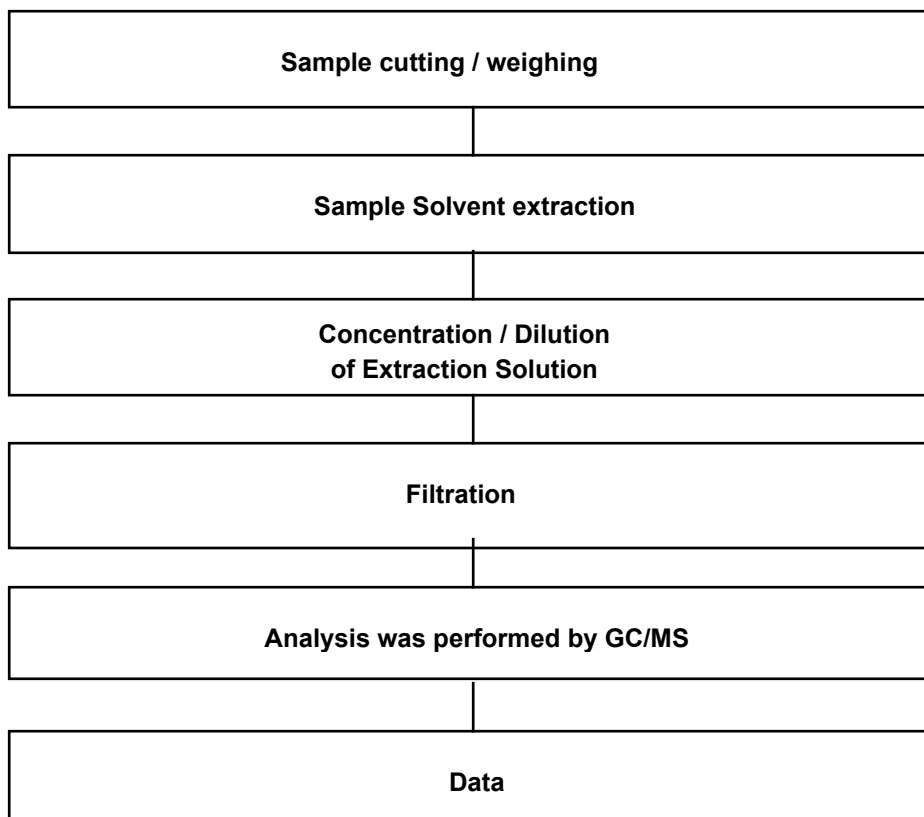 Sample cutting / weighing
Sample Solvent extraction
Concentration / Dilution
of Extraction Solution
Filtration
Analysis was performed by GC/MS
Data